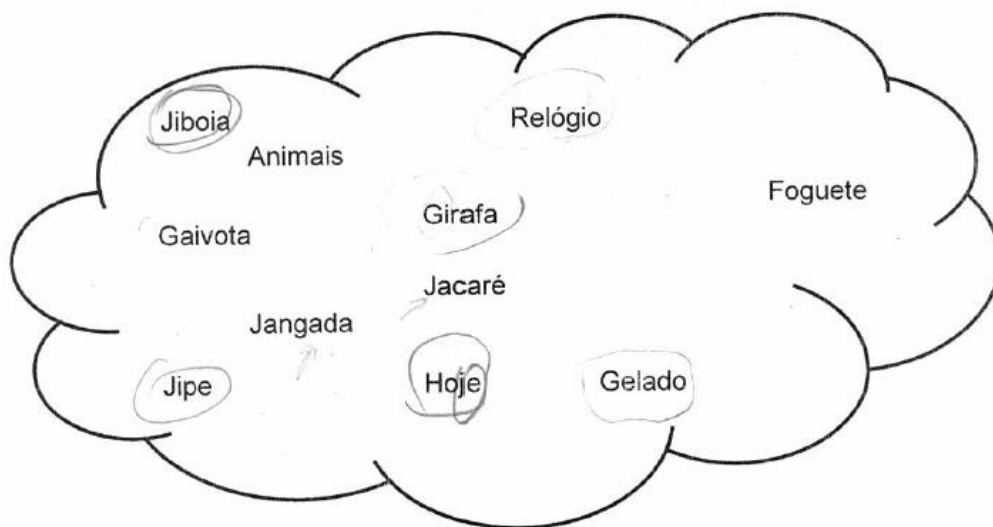 Jiboia
Relógio
Animais
Foguete
Girafa
Gaivota
Jacaré
Jangada
Jipe
Hoje
Gelado